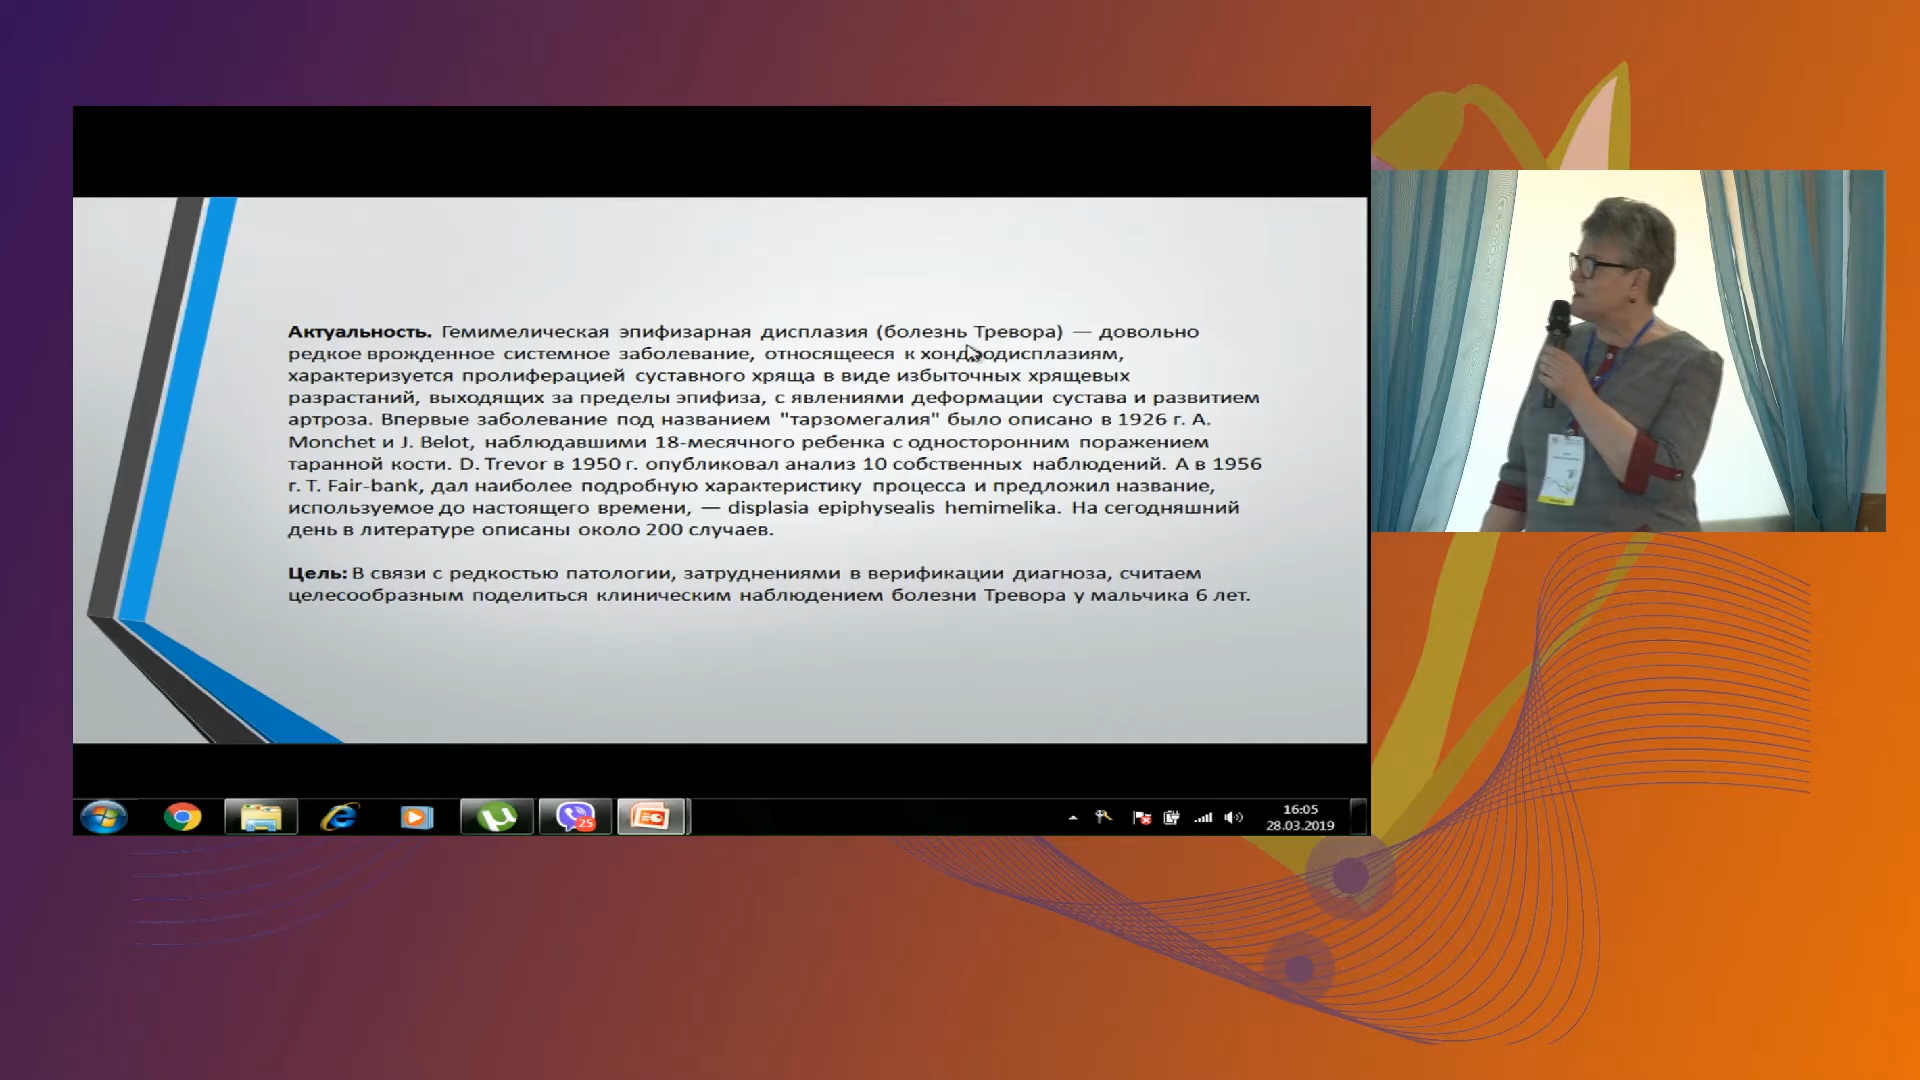 Актуальность. Гемимелическая эпифизарная дисплазия (болезнь Тревора) — довольно
редкое врожденное системное заболевание, относящееся к хондродисплазиям,
характеризуется пролиферацией суставного хряща в виде избыточных хрящевых
разрастаний, выходящих за пределы эпифиза, с явлениями деформации сустава и развитием
артроза. Впервые заболевание под названием "тарзомегалия" было описано в 1926 г. A.
Monchet и J. Belot, наблюдавшими 18-месячного ребенка с односторонним поражением
таранной кости. D. Trevor в 1950 г. опубликовал анализ 10 собственных наблюдений. А в 1956
г. T. Fair-bank, дал наиболее подробную характеристику процесса и предложил название,
используемое до настоящего времени, — displasia epiphysealis hemimelika. На сегодняшний
день в литературе описаны около 200 случаев.
Цель: В связи с редкостью патологии, затруднениями в верификации диагноза, считаем
целесообразным поделиться клиническим наблюдением болезни Тревора у мальчика 6 лет.
25
16:05
28.03.2019